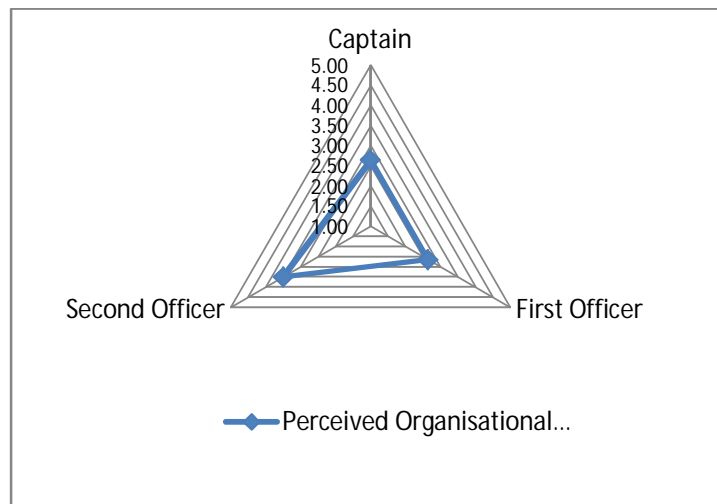 Captain
5.00
4.50
4.00
3.50
3.00
2.50
2.00
1.50
1.00
Second Officer
First Officer
Perceived Organisational...